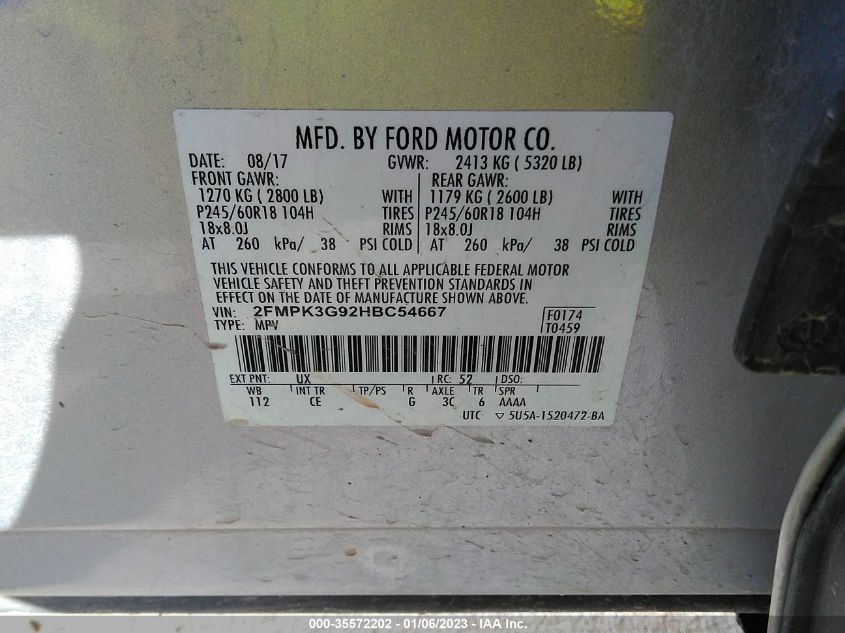 MFD. BY FORD MOTOR CO.
DATE: 08/17 GVWR: 2413 KG ( 5320 LB)
FRONT GAWR: REAR GAWR:
1270 KG ( 2800 LB) WITH 1179 KG ( 2600 LB) WITH
P245/60R18 104H TIRES P245/60R18 104H TIRES
18x8.0J RIMS 18x8.0J RIMS
AT 260 kPa/ 38 PSI COLD AT 260 kPa/ 38 PSI COLD
THIS VEHICLE CONFORMS TO ALL APPLICABLE FEDERAL MOTOR
VEHICLE SAFETY AND THEFT PREVENTION STANDARDS IN
EFFECT ON THE DATE OF MANUFACTURE SHOWN ABOVE.
VIN: 2FMPK3G92HBC54667 F0174
TYPE: MPV T0459
EXT PNT: UX RC: 52 DSO:
WB INT TR TP/PS R AXLE TR SPR
112 CE G 3C 6 AAAA
UTC ▽ 5U5A-1520472-BA
000-35572202 - 01/06/2023 - IAA Inc.